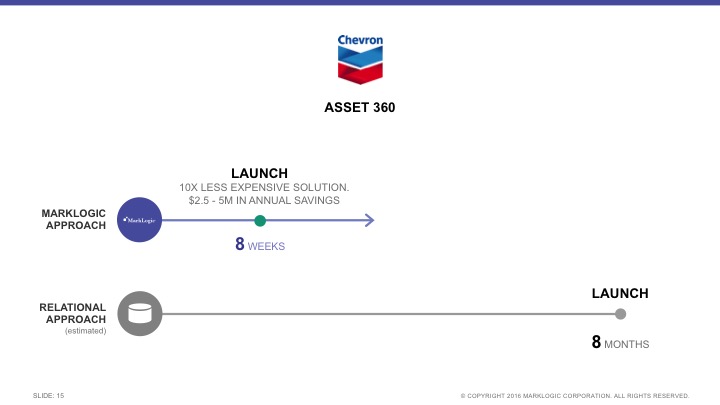 Chevron
ASSET 360
LAUNCH
10X LESS EXPENSIVE SOLUTION.
$2.5 - 5M IN ANNUAL SAVINGS
MARKLOGIC
APPROACH
MarkLogic
8 WEEKS
LAUNCH
RELATIONAL
APPROACH
(estimated)
8 MONTHS
SLIDE: 15
© COPYRIGHT 2016 MARKLOGIC CORPORATION. ALL RIGHTS RESERVED.